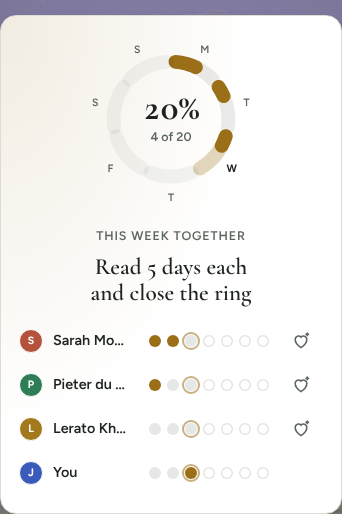 S
M
S
20%
T
4 of 20
F
W
T
THIS WEEK TOGETHER
Read 5 days each
and close the ring
S Sarah Mo...
P Pieter du ...
L Lerato Kh...
J You